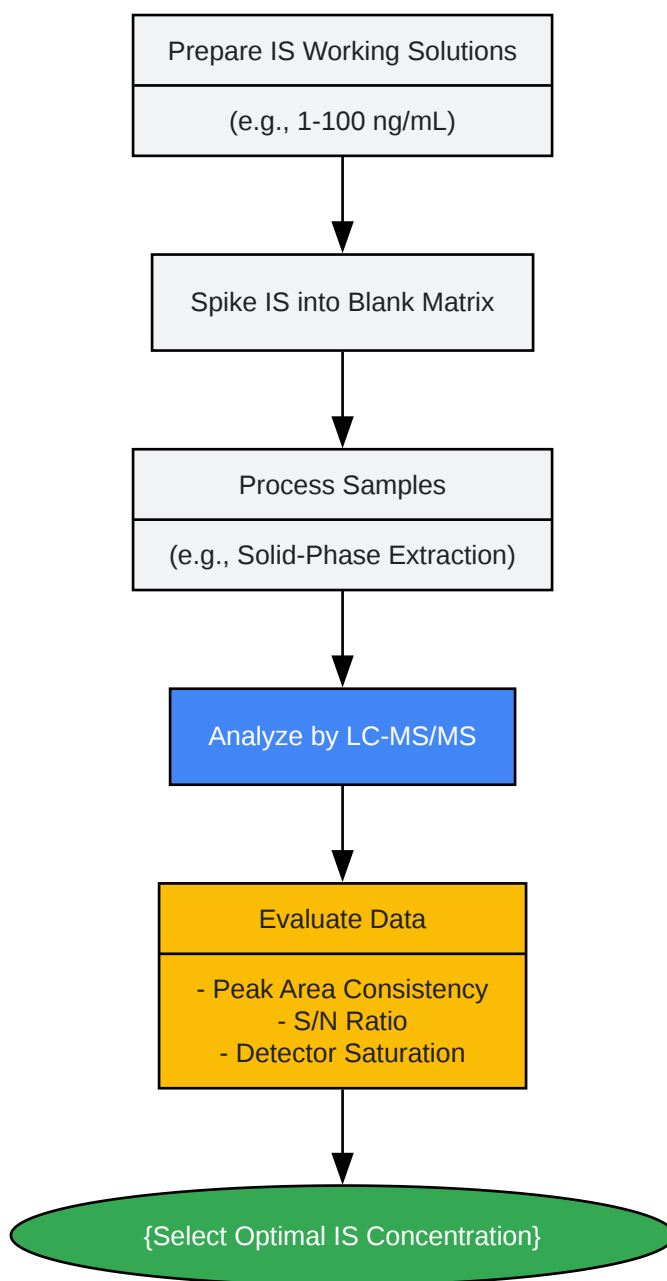 Prepare IS Working Solutions
(e.g., 1-100 ng/mL)
Spike IS into Blank Matrix
Process Samples
(e.g., Solid-Phase Extraction)
Analyze by LC-MS/MS
Evaluate Data
- Peak Area Consistency
- S/N Ratio
- Detector Saturation
{Select Optimal IS Concentration}